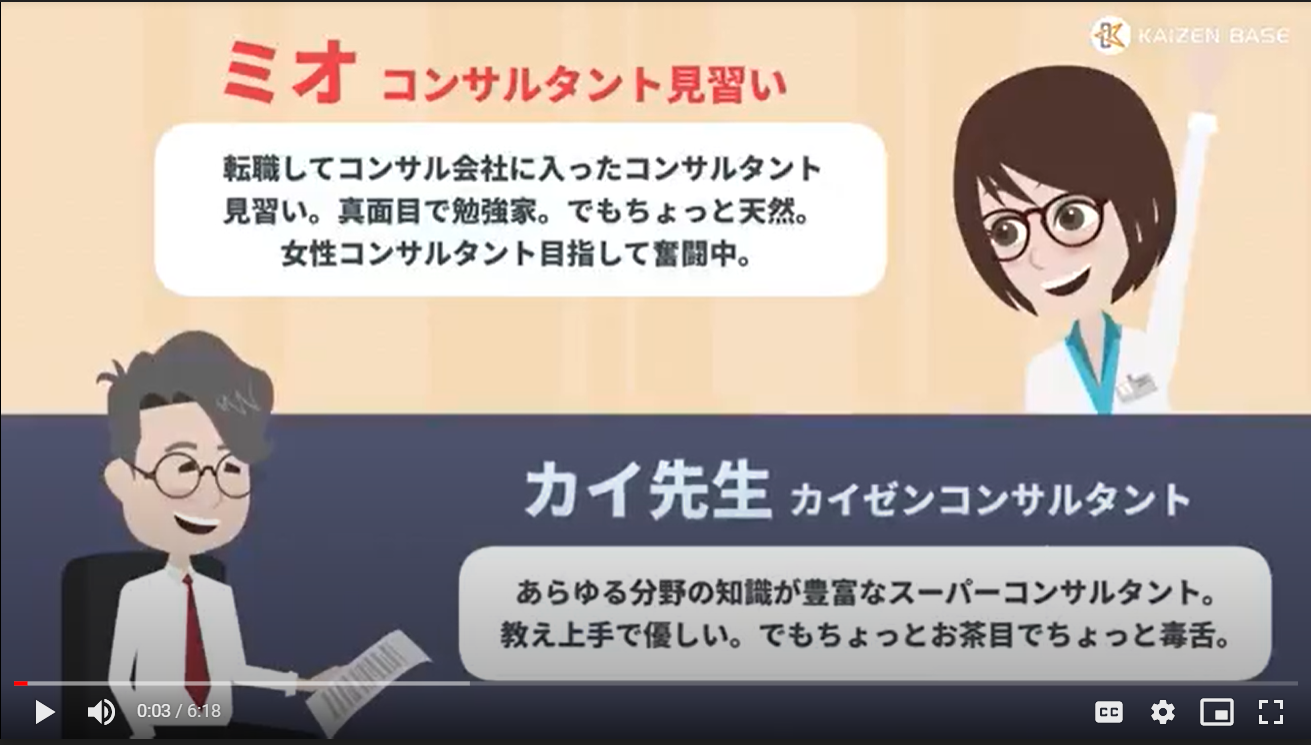 KAIZEN BASE
ミオ コンサルタント見習い
転職してコンサル会社に入ったコンサルタント
見習い。真面目で勉強家。でもちょっと天然。
女性コンサルタント目指して奮闘中。
カイ先生 カイゼンコンサルタント
あらゆる分野の知識が豊富なスーパーコンサルタント。
教え上手で優しい。でもちょっとお茶目でちょっと毒舌。
0:03 / 6:18
CC